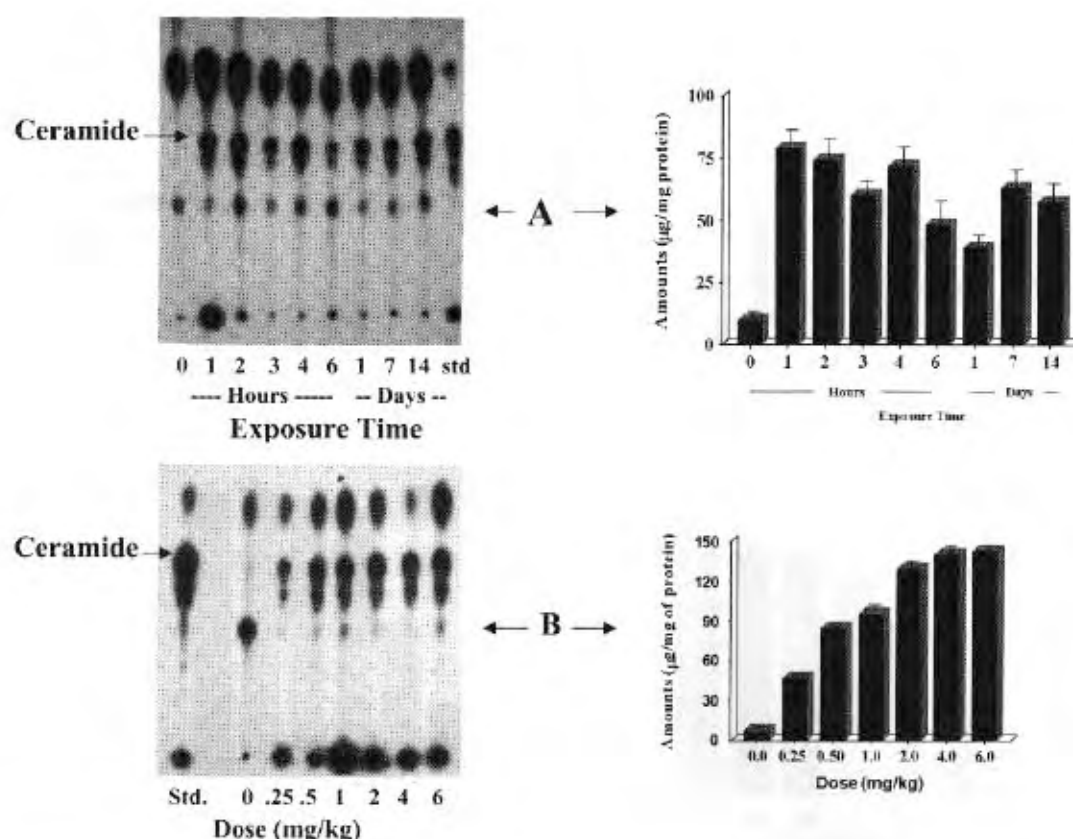 Ceramide
0 1 2 3 4 6 1 7 14 std
---- Hours ----- -- Days --
Exposure Time
A
Amounts (µg/mg protein)
100
75
50
25
0
0 1 2 3 4 6 1 7 14
Hours Days
Exposure Time
Ceramide
Std. 0 .25 .5 1 2 4 6
Dose (mg/kg)
B
Amounts (µg/mg of protein)
150
120
90
60
30
0
0.0 0.25 0.50 1.0 2.0 4.0 6.0
Dose (mg/kg)